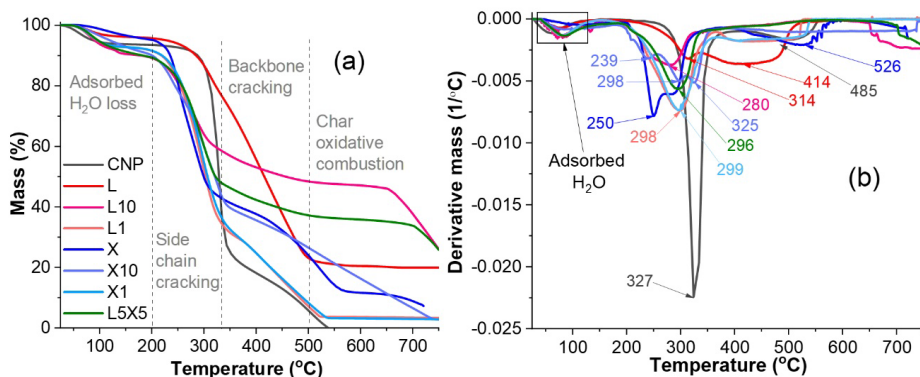 (a)
Adsorbed
H₂O loss
Backbone
cracking
Char
oxidative
combustion
Side
chain
cracking
CNP
L
L10
L1
X
X10
X1
L5X5
Mass (%)
100
80
60
40
20
0
0 100 200 300 400 500 600 700
Temperature (°C)
(b)
Derivative mass (1/°C)
0.000
-0.005
-0.010
-0.015
-0.020
-0.025
239
298
250
298
Adsorbed
H₂O
327
414
314
280
325
296
299
485
526
0 100 200 300 400 500 600 700
Temperature (°C)